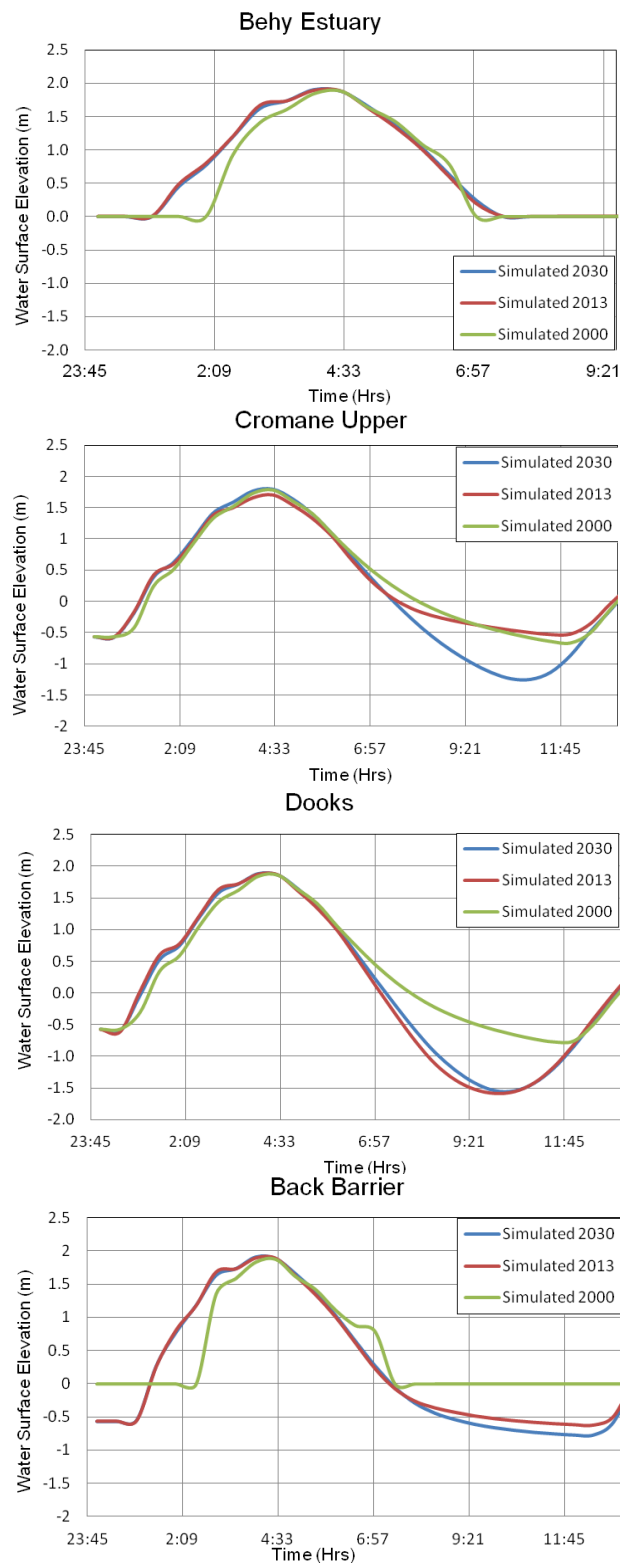 Behy Estuary
Water Surface Elevation (m)
2.5
2.0
1.5
1.0
0.5
0.0
-0.5
-1.0
-1.5
-2.0
Simulated 2030
Simulated 2013
Simulated 2000
23:45 2:09 4:33 6:57 9:21
Time (Hrs)
Cromane Upper
Water Surface Elevation (m)
2.5
2
1.5
1
0.5
0
-0.5
-1
-1.5
-2
Simulated 2030
Simulated 2013
Simulated 2000
23:45 2:09 4:33 6:57 9:21 11:45
Time (Hrs)
Dooks
Water Surface Elevation (m)
2.5
2.0
1.5
1.0
0.5
0.0
-0.5
-1.0
-1.5
-2.0
Simulated 2030
Simulated 2013
Simulated 2000
23:45 2:09 4:33 6:57 9:21 11:45
Time (Hrs)
Back Barrier
Water Surface Elevation (m)
2.5
2
1.5
1
0.5
0
-0.5
-1
-1.5
-2
Simulated 2030
Simulated 2013
Simulated 2000
23:45 2:09 4:33 6:57 9:21 11:45
Time (Hrs)